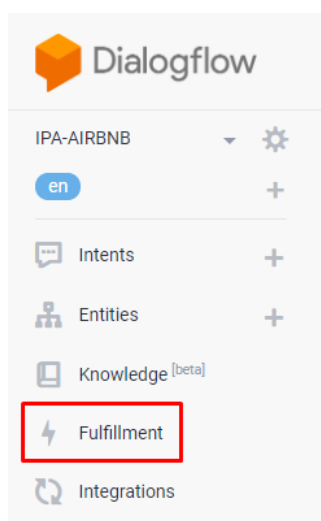 Dialogflow
IPA-AIRBNB
en
Intents
Entities
Knowledge [beta]
Fulfillment
Integrations